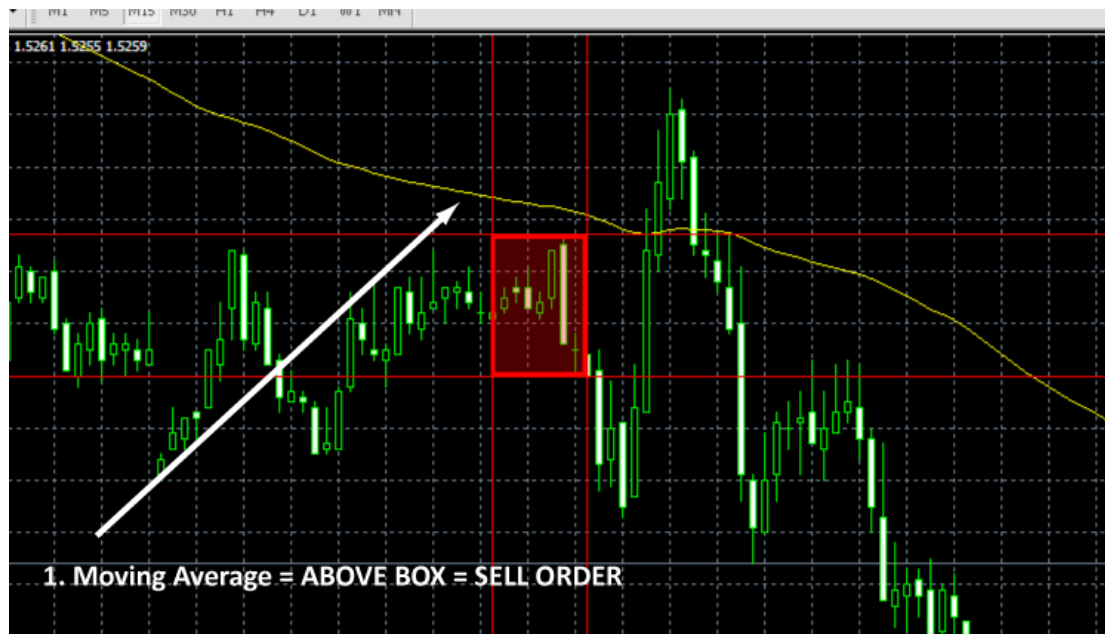 M1 M5 M15 M30 H1 H4 D1 W1 MN
1.5261 1.5255 1.5259
1. Moving Average = ABOVE BOX = SELL ORDER